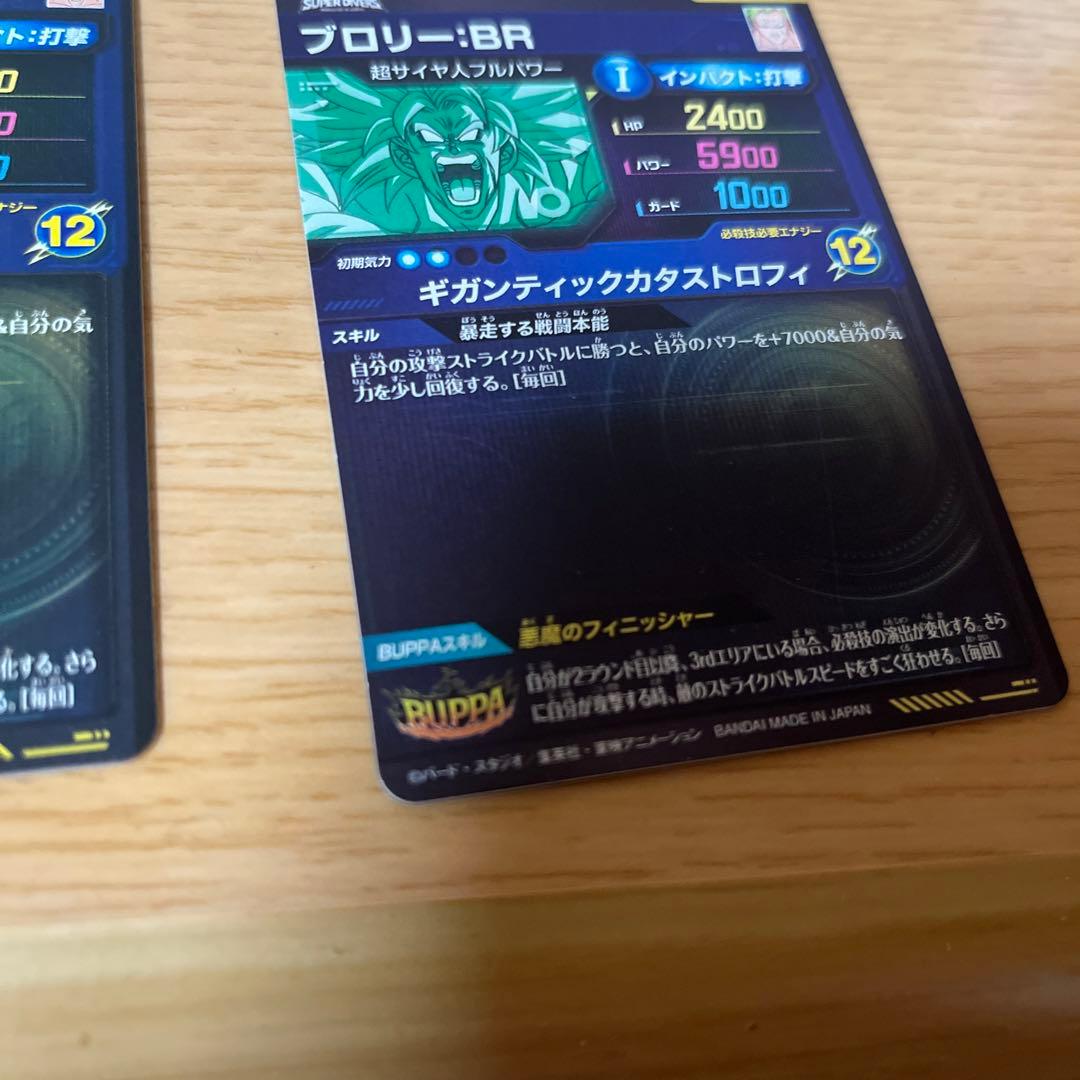 SUPER DIVERS
ブロリー:BR
超サイヤ人フルパワー
I インパクト:打撃
HP 2400
パワー 5900
ガード 1000
NO
必殺技必要エナジー
12
初期気力
ギガンティックカタストロフィ
スキル 暴走する戦闘本能
自分の攻撃ストライクバトルに勝つと、自分のパワーを+7000&自分の気
力を少し回復する。[毎回]
BUPPAスキル 悪魔のフィニッシャー
自分が2ラウンド目以降、3rdエリアにいる場合、必殺技の演出が変化する。さら
に自分が攻撃する時、敵のストライクバトルスピードをすごく狂わせる。[毎回]
BUPPA
©バード・スタジオ/集英社・東映アニメーション BANDAI MADE IN JAPAN
クト:打撃
0
0
0
ナジー
12
&自分の気
化する。さら
る。[毎回]